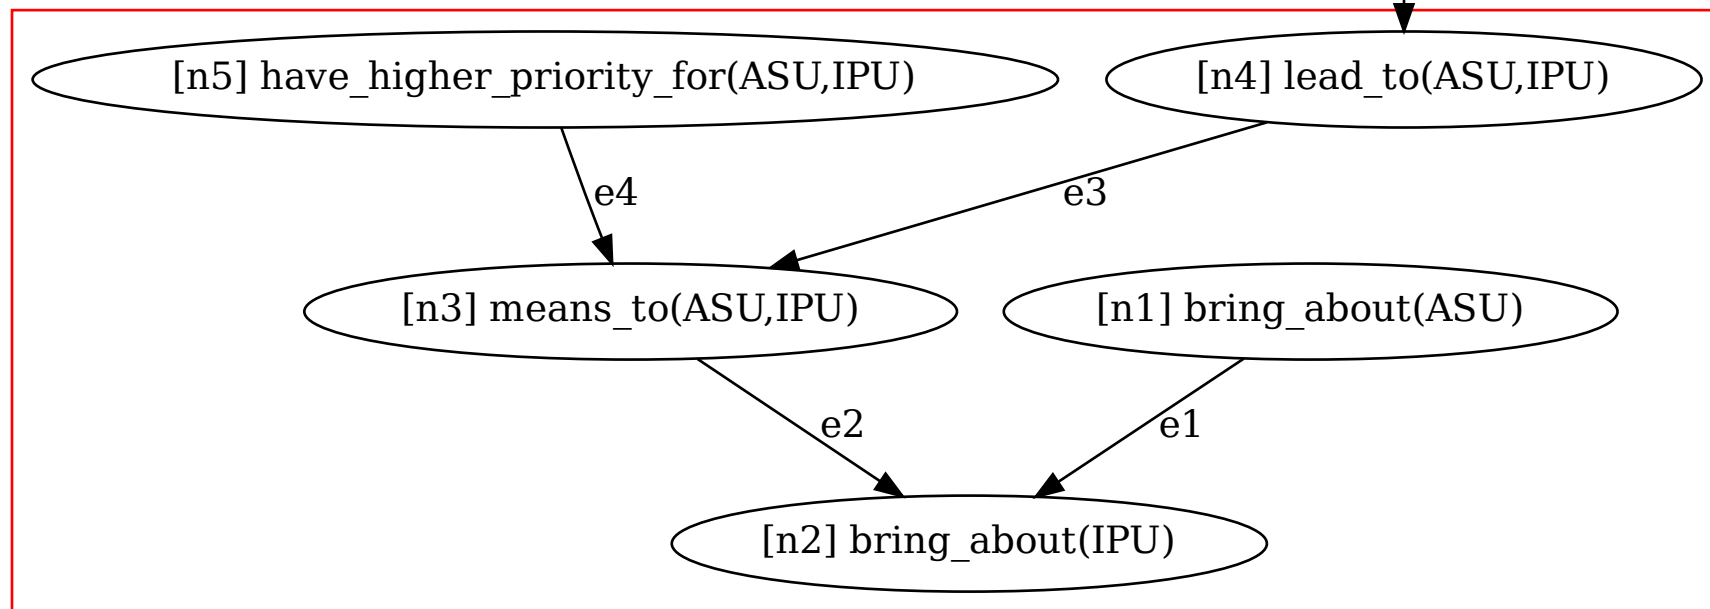 [n5] have_higher_priority_for(ASU,IPU)
[n4] lead_to(ASU,IPU)
e4
e3
[n3] means_to(ASU,IPU)
[n1] bring_about(ASU)
e2
e1
[n2] bring_about(IPU)